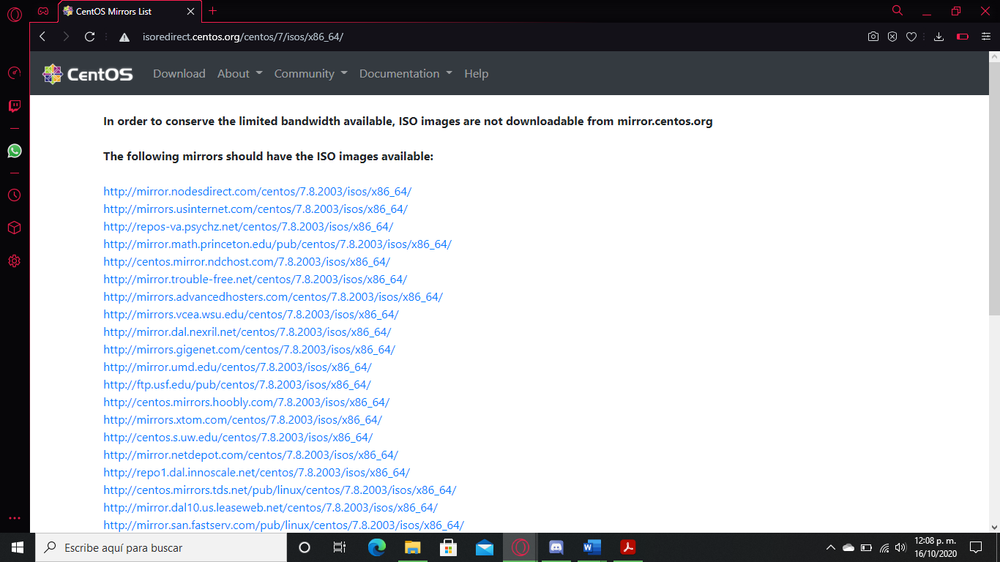 CentOS Mirrors List
isoredirect.centos.org/centos/7/isos/x86_64/
CentOS Download About Community Documentation Help
In order to conserve the limited bandwidth available, ISO images are not downloadable from mirror.centos.org
The following mirrors should have the ISO images available:
http://mirror.nodesdirect.com/centos/7.8.2003/isos/x86_64/
http://mirrors.usinternet.com/centos/7.8.2003/isos/x86_64/
http://repos-va.psychz.net/centos/7.8.2003/isos/x86_64/
http://mirror.math.princeton.edu/pub/centos/7.8.2003/isos/x86_64/
http://centos.mirror.ndchost.com/7.8.2003/isos/x86_64/
http://mirror.trouble-free.net/centos/7.8.2003/isos/x86_64/
http://mirrors.advancedhosters.com/centos/7.8.2003/isos/x86_64/
http://mirrors.vcea.wsu.edu/centos/7.8.2003/isos/x86_64/
http://mirror.dal.nexril.net/centos/7.8.2003/isos/x86_64/
http://mirrors.gigenet.com/centos/7.8.2003/isos/x86_64/
http://mirror.umd.edu/centos/7.8.2003/isos/x86_64/
http://ftp.usf.edu/pub/centos/7.8.2003/isos/x86_64/
http://centos.mirrors.hoobly.com/7.8.2003/isos/x86_64/
http://mirrors.xtom.com/centos/7.8.2003/isos/x86_64/
http://centos.s.uw.edu/centos/7.8.2003/isos/x86_64/
http://mirror.netdepot.com/centos/7.8.2003/isos/x86_64/
http://repo1.dal.innoscale.net/centos/7.8.2003/isos/x86_64/
http://centos.mirrors.tds.net/pub/linux/centos/7.8.2003/isos/x86_64/
http://mirror.dal10.us.leaseweb.net/centos/7.8.2003/isos/x86_64/
http://mirror.san.fastserv.com/pub/linux/centos/7.8.2003/isos/x86_64/
Escribe aquí para buscar
12:08 p. m.
16/10/2020